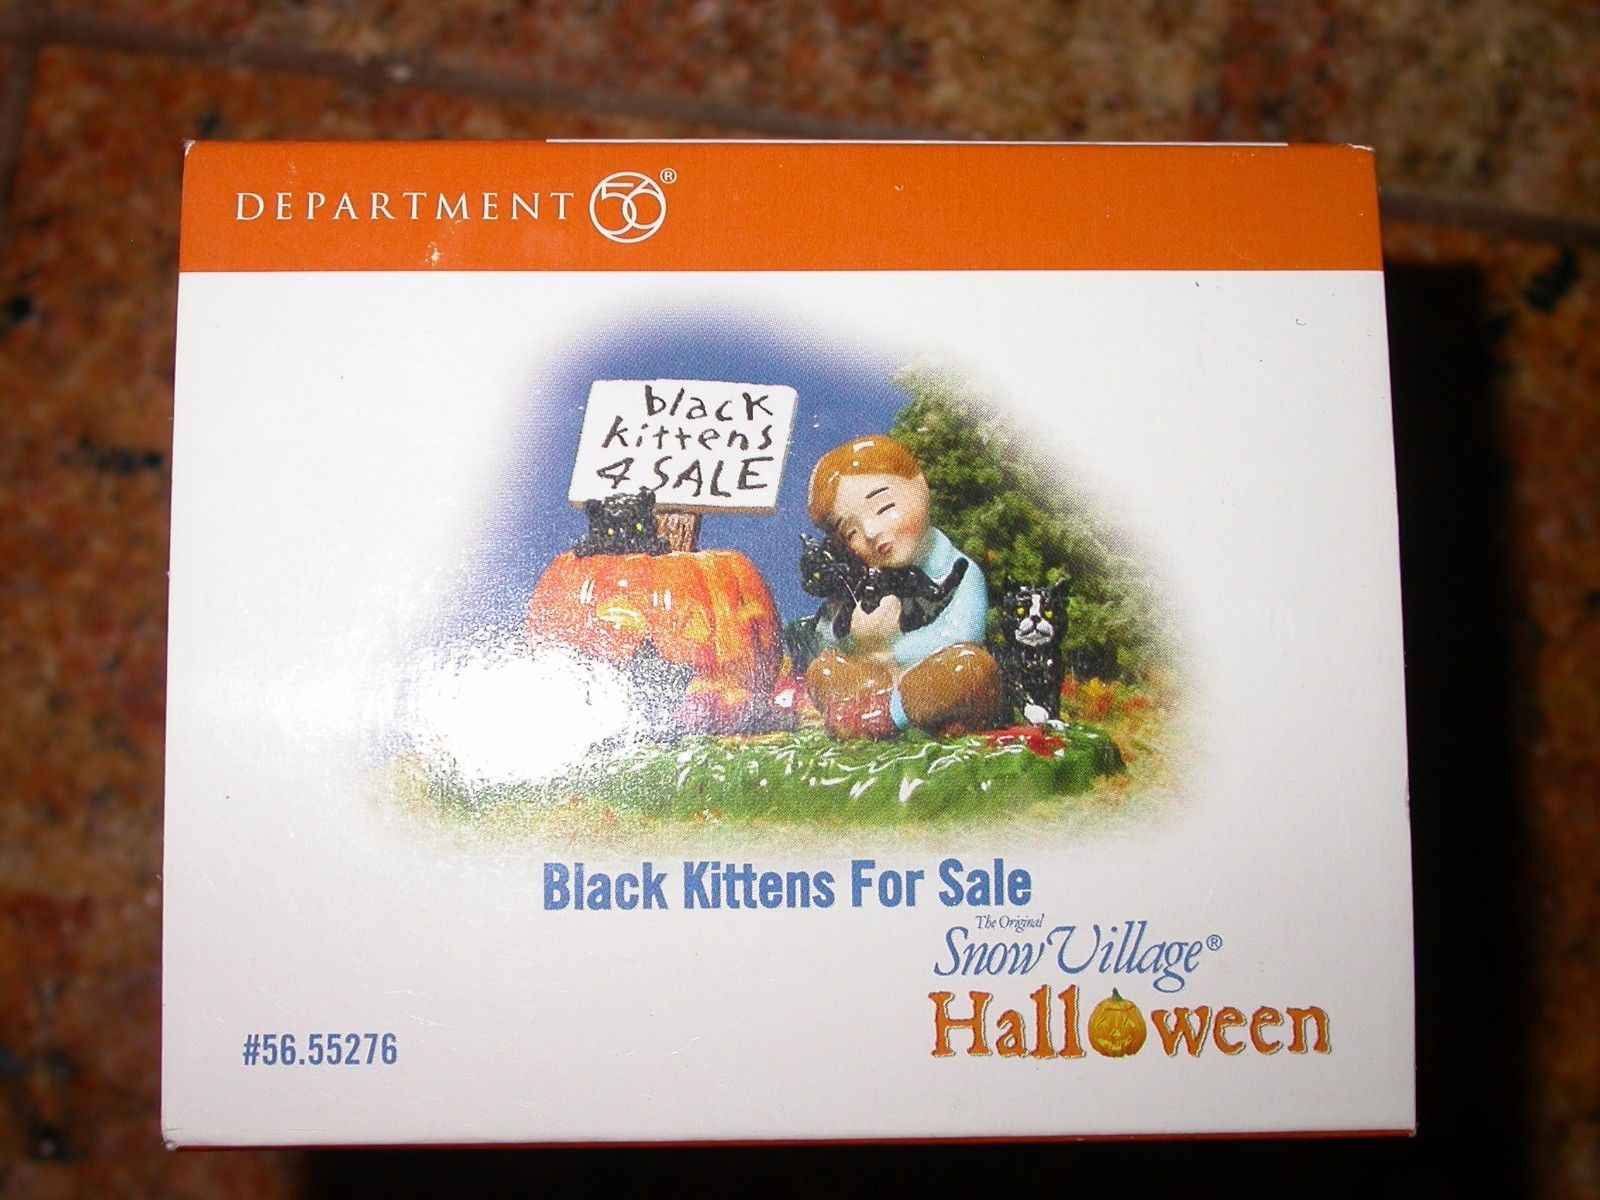 DEPARTMENT 56®
black
kittens
4 SALE
Black Kittens For Sale
The Original
Snow Village®
Halloween
#56.55276